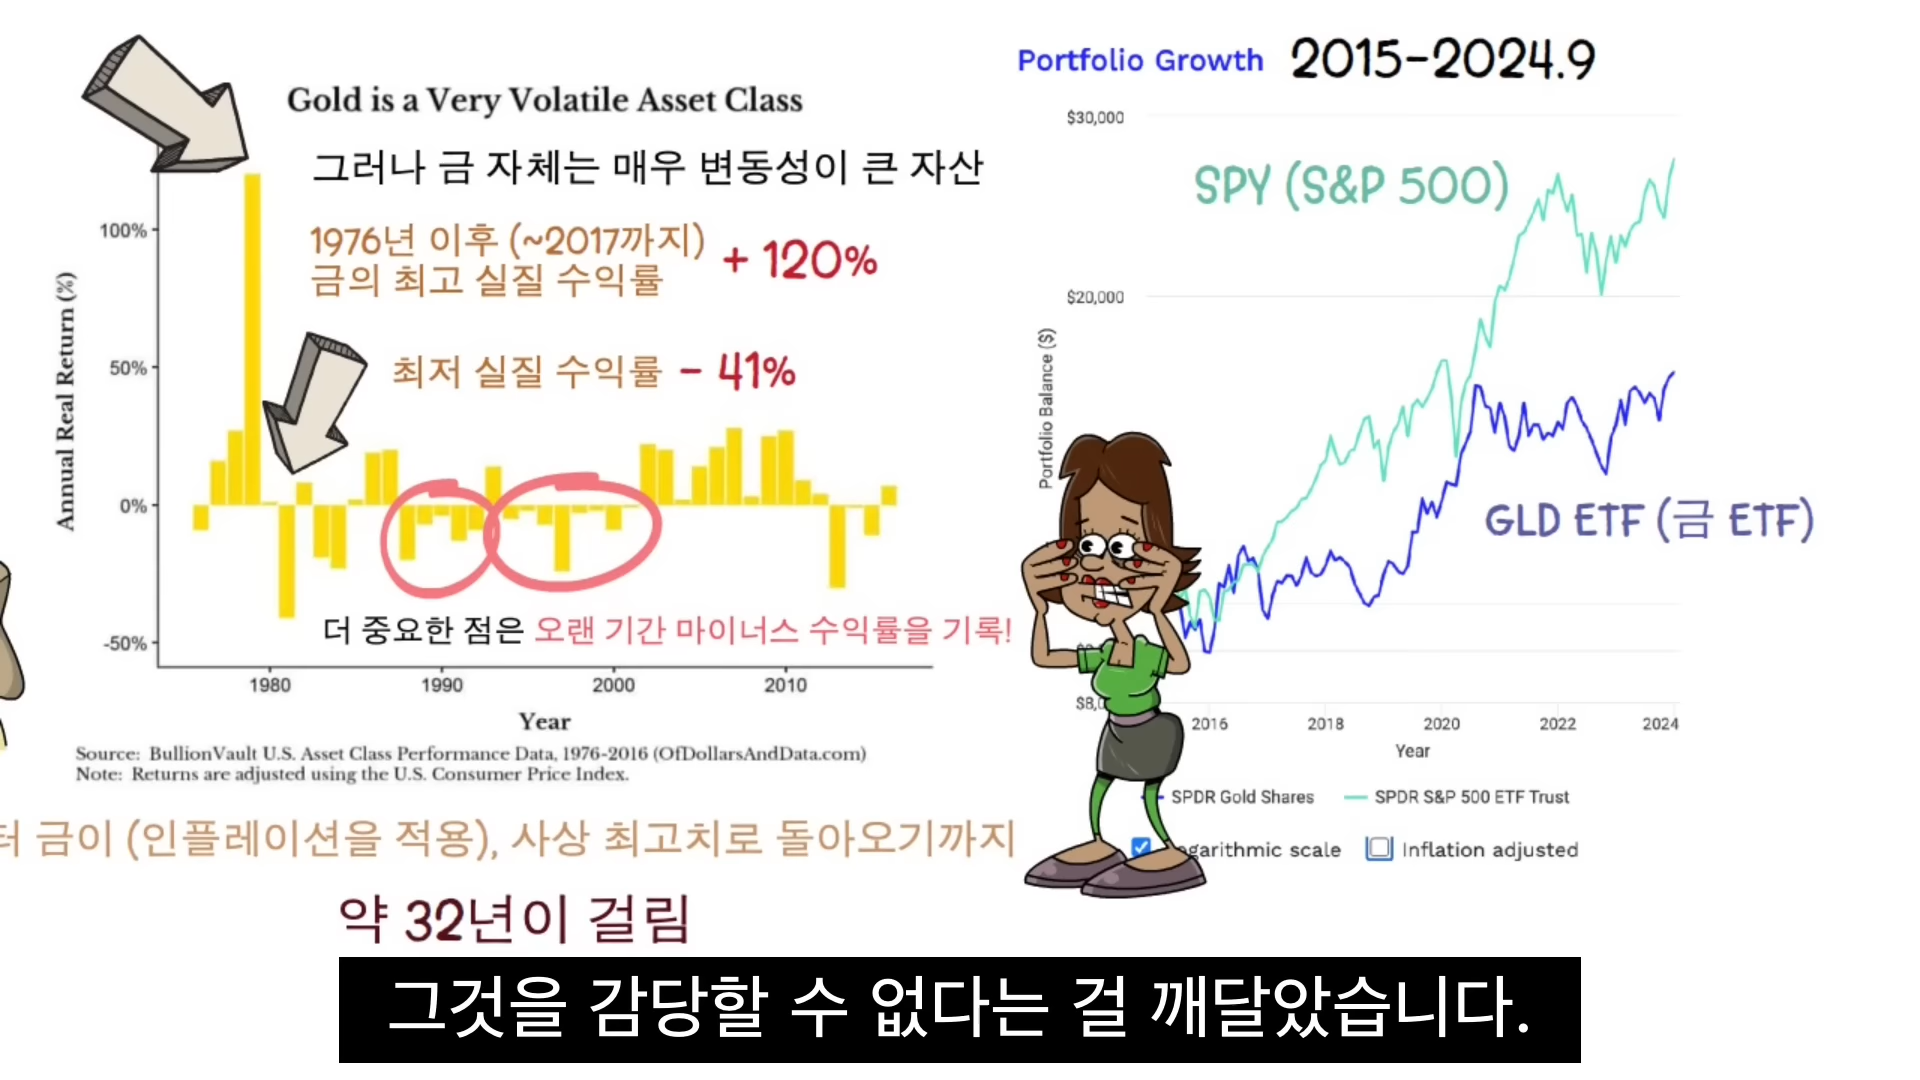 Gold is a Very Volatile Asset Class
그러나 금 자체는 매우 변동성이 큰 자산
1976년 이후 (~2017까지)
금의 최고 실질 수익률
+ 120%
최저 실질 수익률 - 41%
더 중요한 점은 오랜 기간 마이너스 수익률을 기록!
Annual Real Return (%)
100%
50%
0%
-50%
1980 1990 2000 2010
Year
Source: BullionVault U.S. Asset Class Performance Data, 1976-2016 (OfDollarsAndData.com)
Note: Returns are adjusted using the U.S. Consumer Price Index.
Portfolio Growth 2015-2024.9
Portfolio Balance ($)
$30,000
SPY (S&P 500)
$20,000
GLD ETF (금 ETF)
2016 2018 2020 2022 2024
Year
SPDR Gold Shares SPDR S&P 500 ETF Trust
Inflation adjusted
금이 (인플레이션을 적용), 사상 최고치로 돌아오기까지
약 32년이 걸림
그것을 감당할 수 없다는 걸 깨달았습니다.